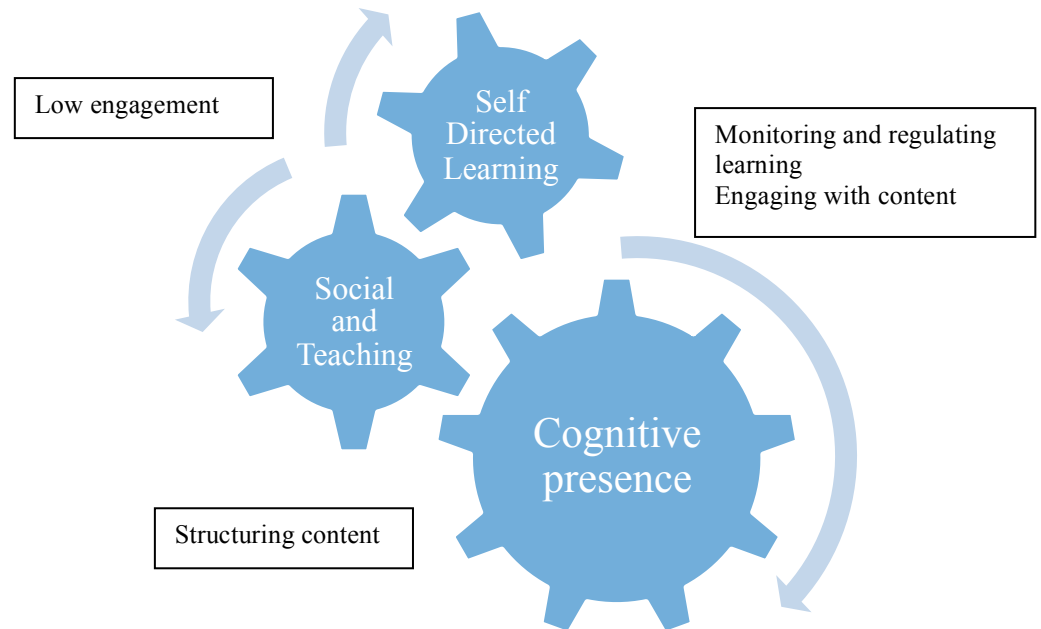 Low engagement
Self
Directed
Learning
Monitoring and regulating
learning
Engaging with content
Social
and
Teaching
Cognitive
presence
Structuring content